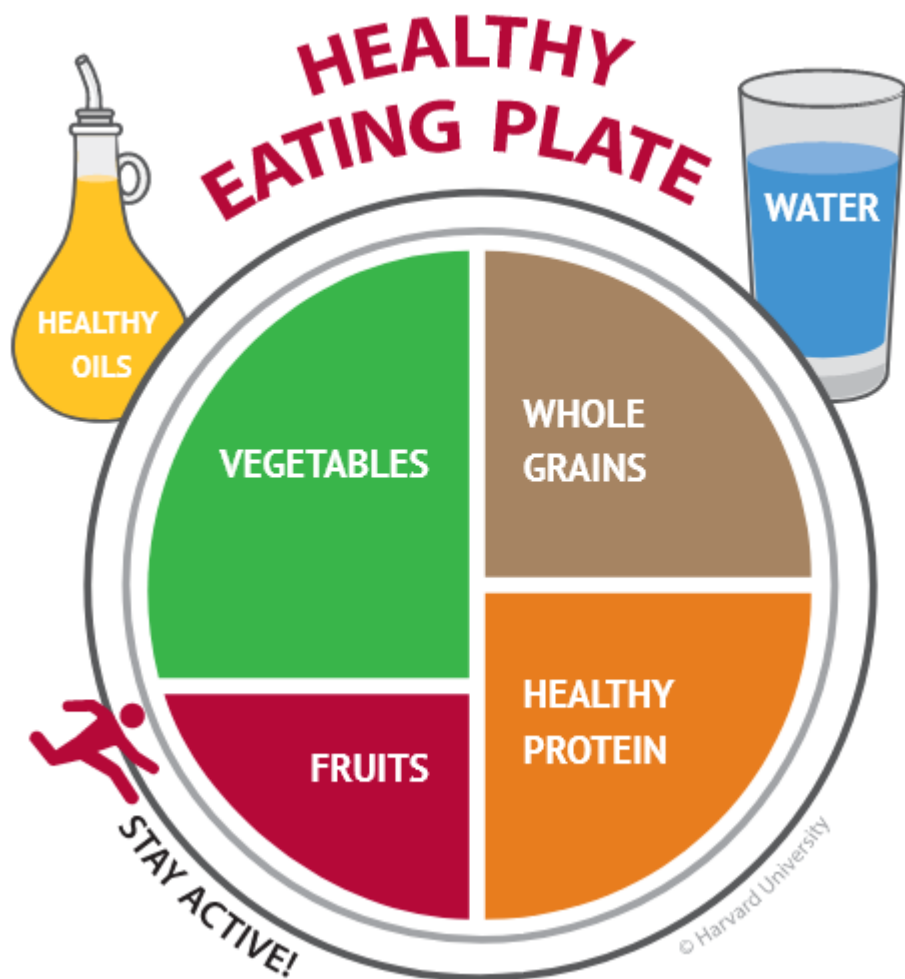 HEALTHY
EATING PLATE
HEALTHY
OILS
WATER
VEGETABLES
WHOLE
GRAINS
FRUITS
HEALTHY
PROTEIN
STAY ACTIVE!
© Harvard University